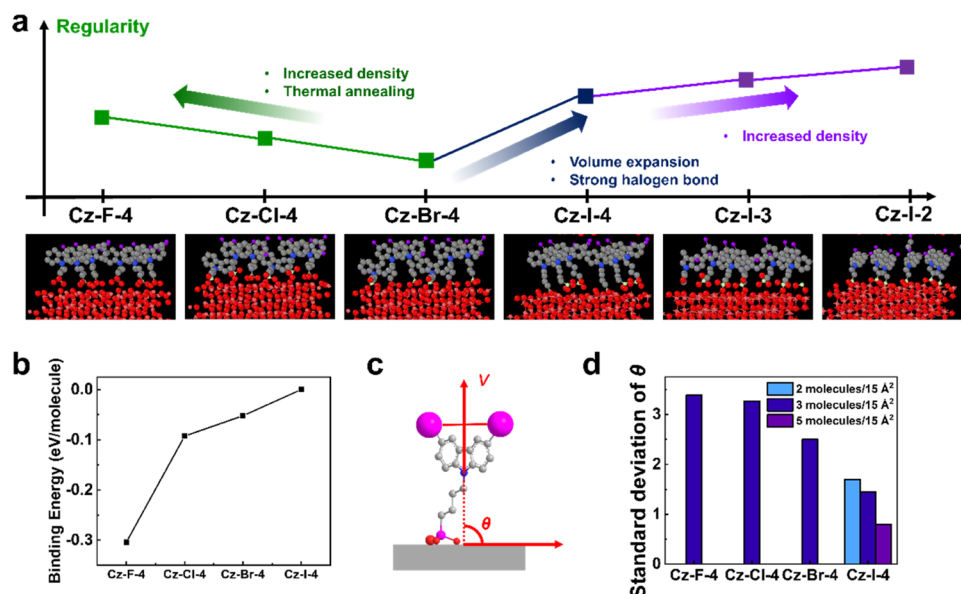 a
Regularity
• Increased density
• Thermal annealing
• Volume expansion
• Strong halogen bond
• Increased density
Cz-F-4 Cz-Cl-4 Cz-Br-4 Cz-I-4 Cz-I-3 Cz-I-2
b
Binding Energy (eV/molecule)
0.0
-0.1
-0.2
-0.3
Cz-F-4 Cz-Cl-4 Cz-Br-4 Cz-I-4
c
V
θ
d
Standard deviation of θ
3
2
1
0
2 molecules/15 Å²
3 molecules/15 Å²
5 molecules/15 Å²
Cz-F-4 Cz-Cl-4 Cz-Br-4 Cz-I-4